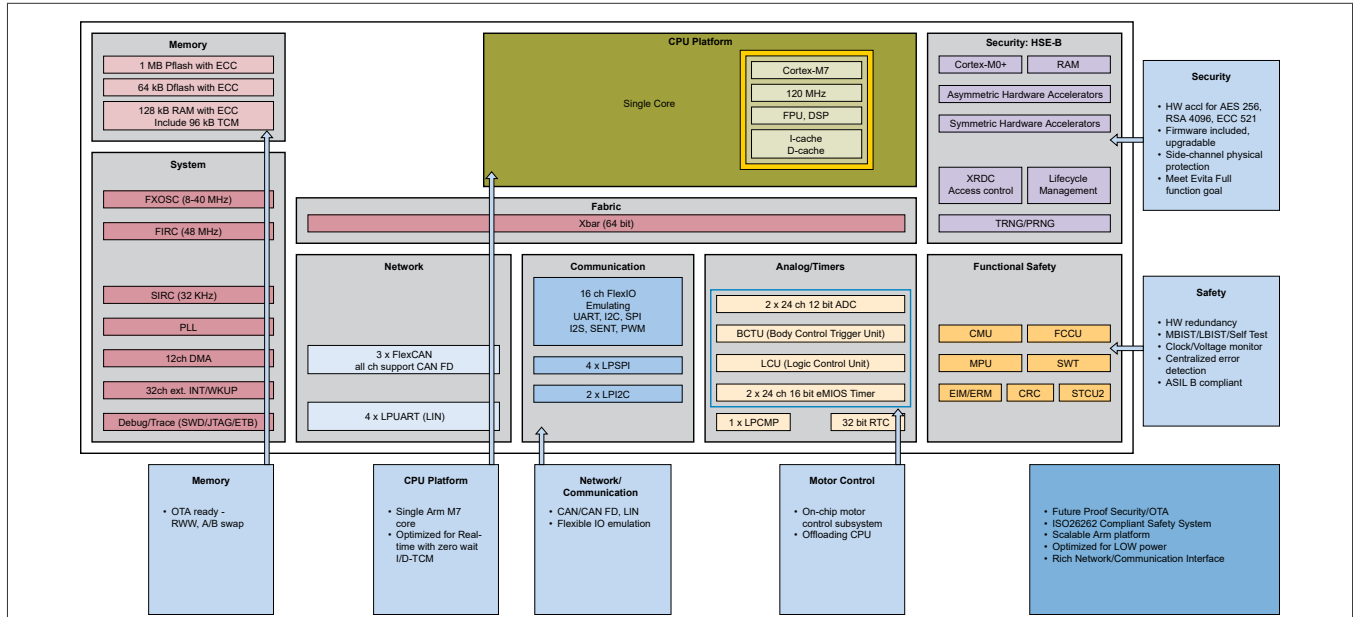 Memory
1 MB Pflash with ECC
64 kB Dflash with ECC
128 kB RAM with ECC
Include 96 kB TCM
System
FXOSC (8-40 MHz)
FIRC (48 MHz)
SIRC (32 KHz)
PLL
12ch DMA
32ch ext. INT/WKUP
Debug/Trace (SWD/JTAG/ETB)
CPU Platform
Single Core
Cortex-M7
120 MHz
FPU, DSP
I-cache
D-cache
Fabric
Xbar (64 bit)
Network
3 x FlexCAN
all ch support CAN FD
4 x LPUART (LIN)
Communication
16 ch FlexIO
Emulating
UART, I2C, SPI
I2S, SENT, PWM
4 x LPSPI
2 x LPI2C
Analog/Timers
2 x 24 ch 12 bit ADC
BCTU (Body Control Trigger Unit)
LCU (Logic Control Unit)
2 x 24 ch 16 bit eMIOS Timer
1 x LPCMP
32 bit RTC
Security: HSE-B
Cortex-M0+
RAM
Asymmetric Hardware Accelerators
Symmetric Hardware Accelerators
XRDC
Access control
Lifecycle
Management
TRNG/PRNG
Functional Safety
CMU
FCCU
MPU
SWT
EIM/ERM
CRC
STCU2
Security
• HW accl for AES 256,
RSA 4096, ECC 521
• Firmware included,
upgradable
• Side-channel physical
protection
• Meet Evita Full
function goal
Safety
• HW redundancy
• MBIST/LBIST/Self Test
• Clock/Voltage monitor
• Centralized error
detection
• ASIL B compliant
Memory
• OTA ready -
RWW, A/B swap
CPU Platform
• Single Arm M7
core
• Optimized for Real-
time with zero wait
I/D-TCM
Network/
Communication
• CAN/CAN FD, LIN
• Flexible IO emulation
Motor Control
• On-chip motor
control subsystem
• Offloading CPU
• Future Proof Security/OTA
• ISO26262 Compliant Safety System
• Scalable Arm platform
• Optimized for LOW power
• Rich Network/Communication Interface